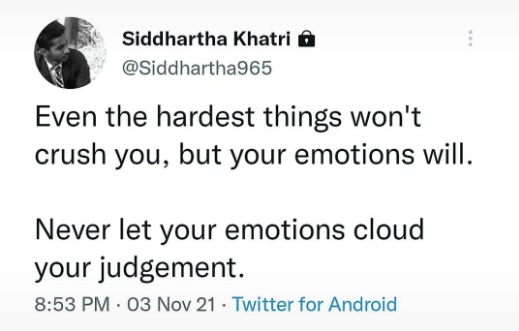 Siddhartha Khatri
@Siddhartha965
Even the hardest things won't
crush you, but your emotions will.
Never let your emotions cloud
your judgement.
8:53 PM · 03 Nov 21 · Twitter for Android